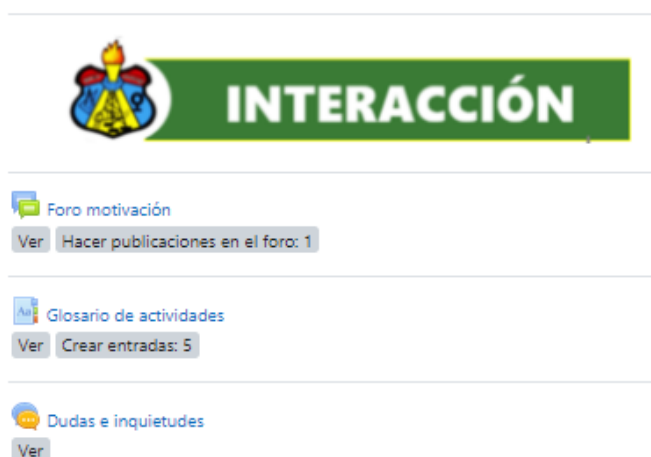 INTERACCIÓN
Foro motivación
Ver Hacer publicaciones en el foro: 1
Glosario de actividades
Ver Crear entradas: 5
Dudas e inquietudes
Ver